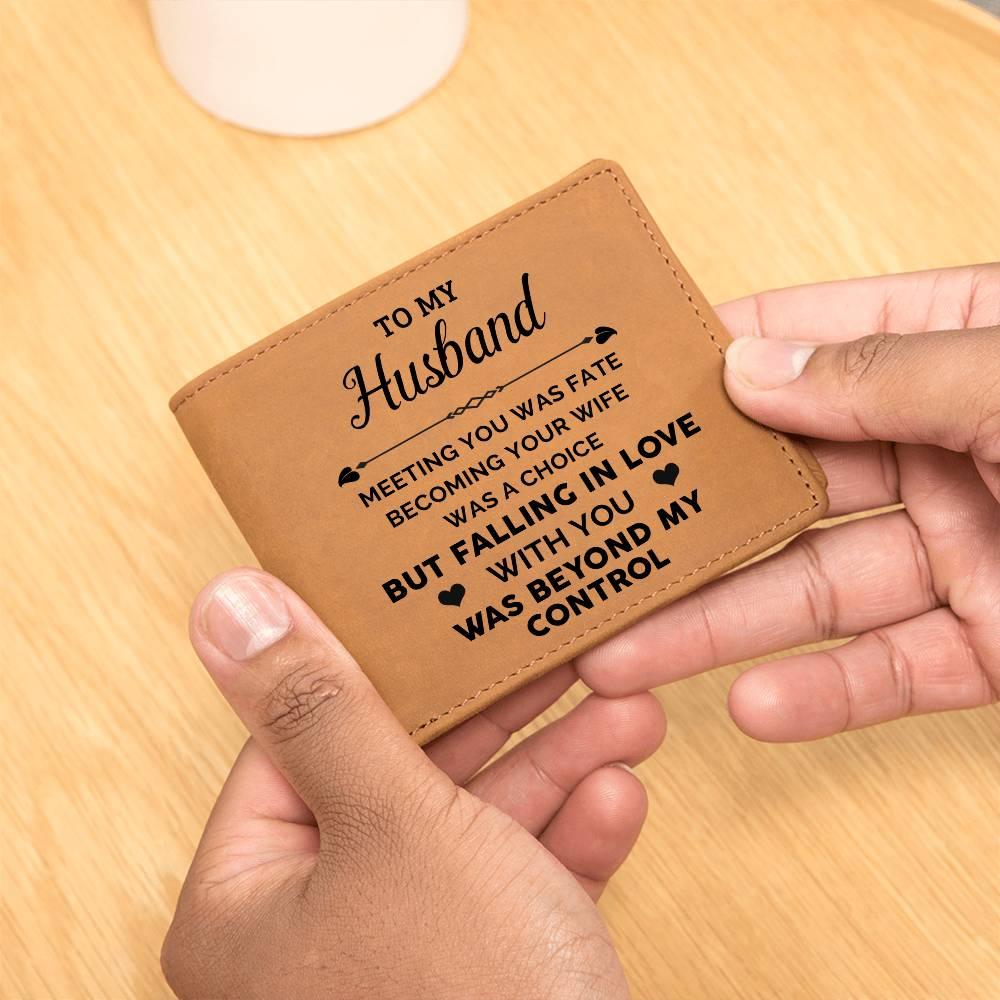 TO MY
Husband
MEETING YOU WAS FATE
BECOMING YOUR WIFE
WAS A CHOICE
BUT FALLING IN LOVE
WITH YOU
WAS BEYOND MY
CONTROL